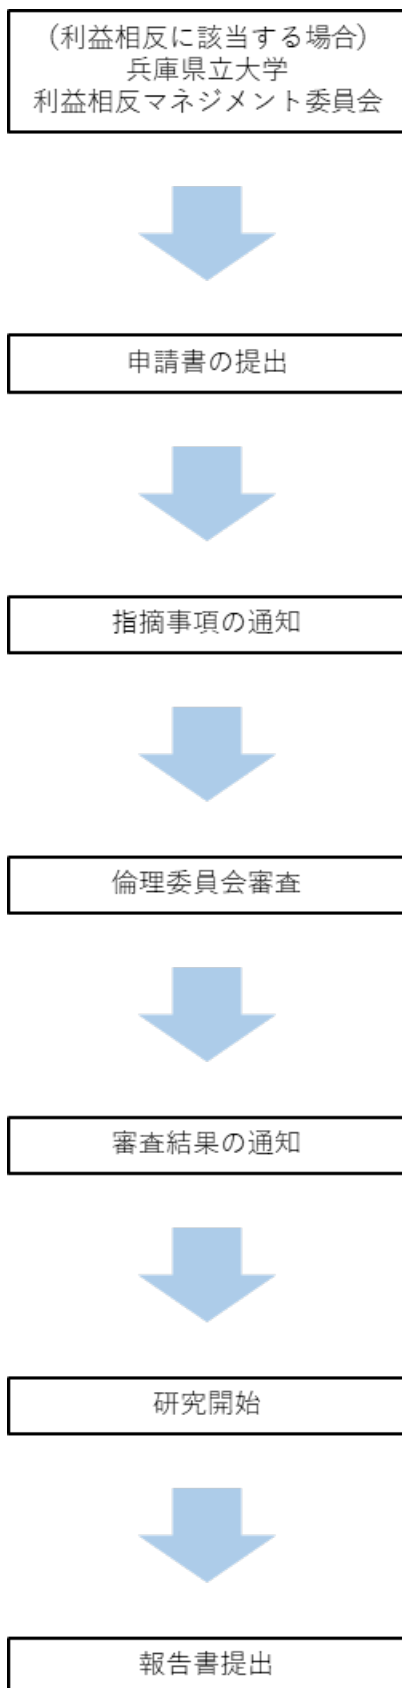 （利益相反に該当する場合）
兵庫県立大学
利益相反マネジメント委員会
申請書の提出
指摘事項の通知
倫理委員会審査
審査結果の通知
研究開始
報告書提出